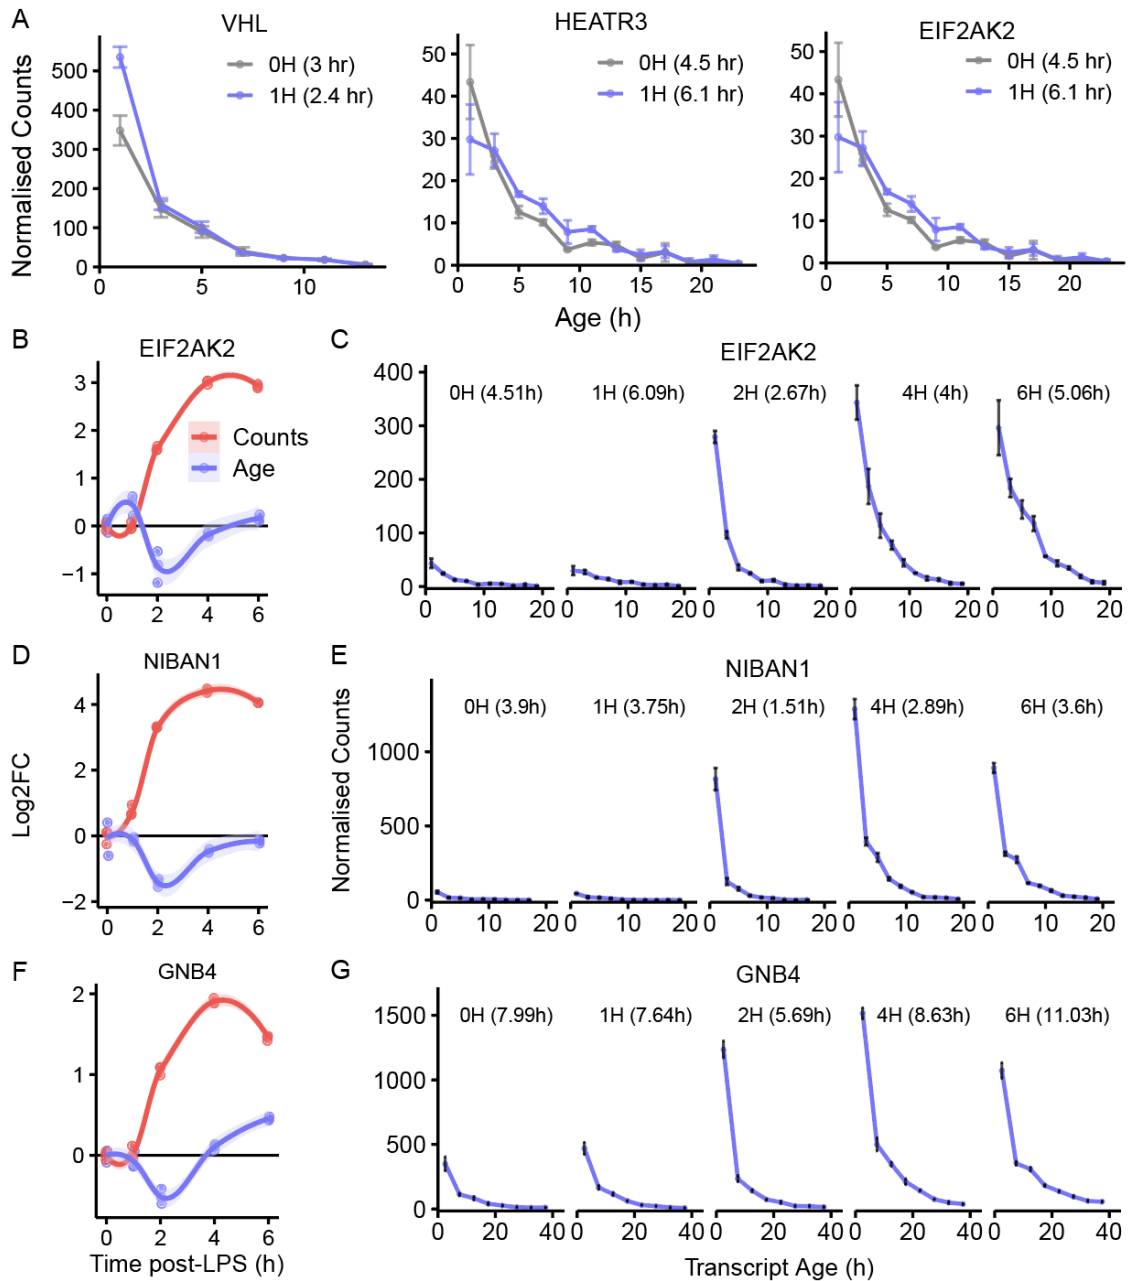 A
VHL
HEATR3
EIF2AK2
Normalised Counts
0H (3 hr)
1H (2.4 hr)
0H (4.5 hr)
1H (6.1 hr)
0H (4.5 hr)
1H (6.1 hr)
500
400
300
200
100
0
0 5 10
50
40
30
20
10
0
0 5 10 15 20
50
40
30
20
10
0
0 5 10 15 20
Age (h)
B
EIF2AK2
3
2
1
0
−1
Counts
Age
0 2 4 6
C
EIF2AK2
0H (4.51h) 1H (6.09h) 2H (2.67h) 4H (4h) 6H (5.06h)
400
300
200
100
0
0 10 20 0 10 20 0 10 20 0 10 20 0 10 20
D
NIBAN1
Log2FC
4
2
0
−2
0 2 4 6
E
NIBAN1
Normalised Counts
0H (3.9h) 1H (3.75h) 2H (1.51h) 4H (2.89h) 6H (3.6h)
1000
500
0
0 10 20 0 10 20 0 10 20 0 10 20 0 10 20
F
GNB4
2
1
0
0 2 4 6
Time post-LPS (h)
G
GNB4
0H (7.99h) 1H (7.64h) 2H (5.69h) 4H (8.63h) 6H (11.03h)
1500
1000
500
0
0 20 40 0 20 40 0 20 40 0 20 40 0 20 40
Transcript Age (h)